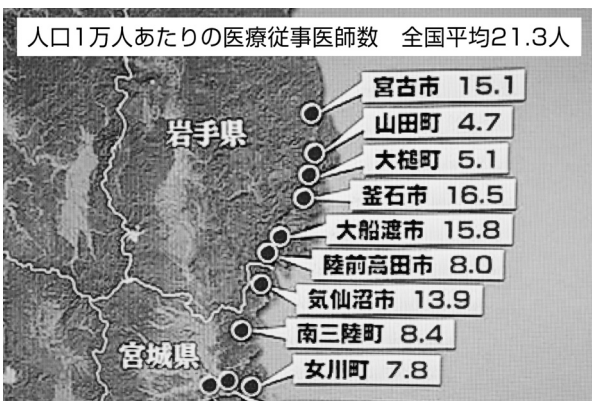 人口1万人あたりの医療従事医師数　全国平均21.3人
宮古市 15.1
山田町 4.7
岩手県
大槌町 5.1
釜石市 16.5
大船渡市 15.8
陸前高田市 8.0
気仙沼市 13.9
南三陸町 8.4
宮城県
女川町 7.8